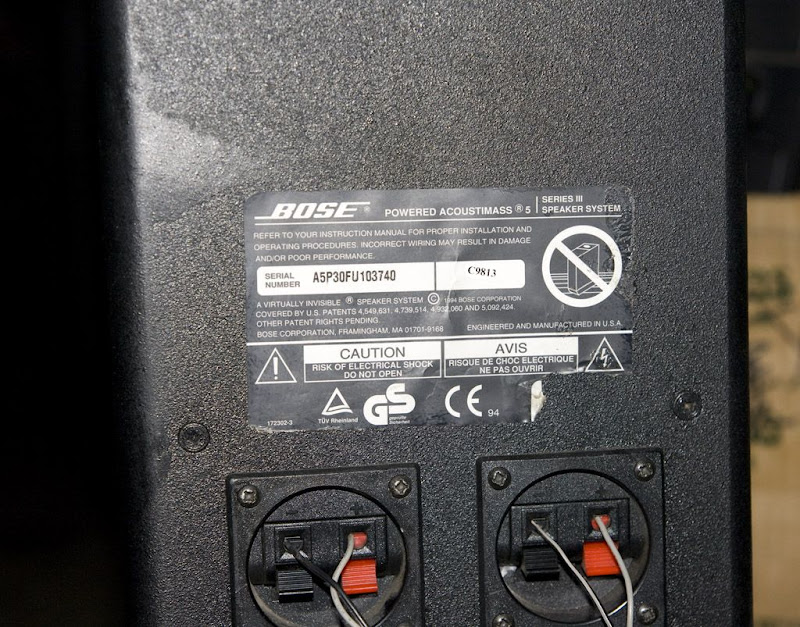 BOSE ® POWERED ACOUSTIMASS ® 5
SERIES III
SPEAKER SYSTEM
REFER TO YOUR INSTRUCTION MANUAL FOR PROPER INSTALLATION AND
OPERATING PROCEDURES. INCORRECT WIRING MAY RESULT IN DAMAGE
AND/OR POOR PERFORMANCE.
SERIAL
NUMBER
A5P30FU103740
C9813
A VIRTUALLY INVISIBLE ® SPEAKER SYSTEM © 1994 BOSE CORPORATION
COVERED BY U.S. PATENTS 4,549,631, 4,739,514, 4,932,060 AND 5,092,424.
OTHER PATENT RIGHTS PENDING.
BOSE CORPORATION, FRAMINGHAM, MA 01701-9168 ENGINEERED AND MANUFACTURED IN U.S.A.
CAUTION
RISK OF ELECTRICAL SHOCK
DO NOT OPEN
AVIS
RISQUE DE CHOC ELECTRIQUE
NE PAS OUVRIR
172302-3
TÜV Rheinland
GS
geprüfte
Sicherheit
CE 94